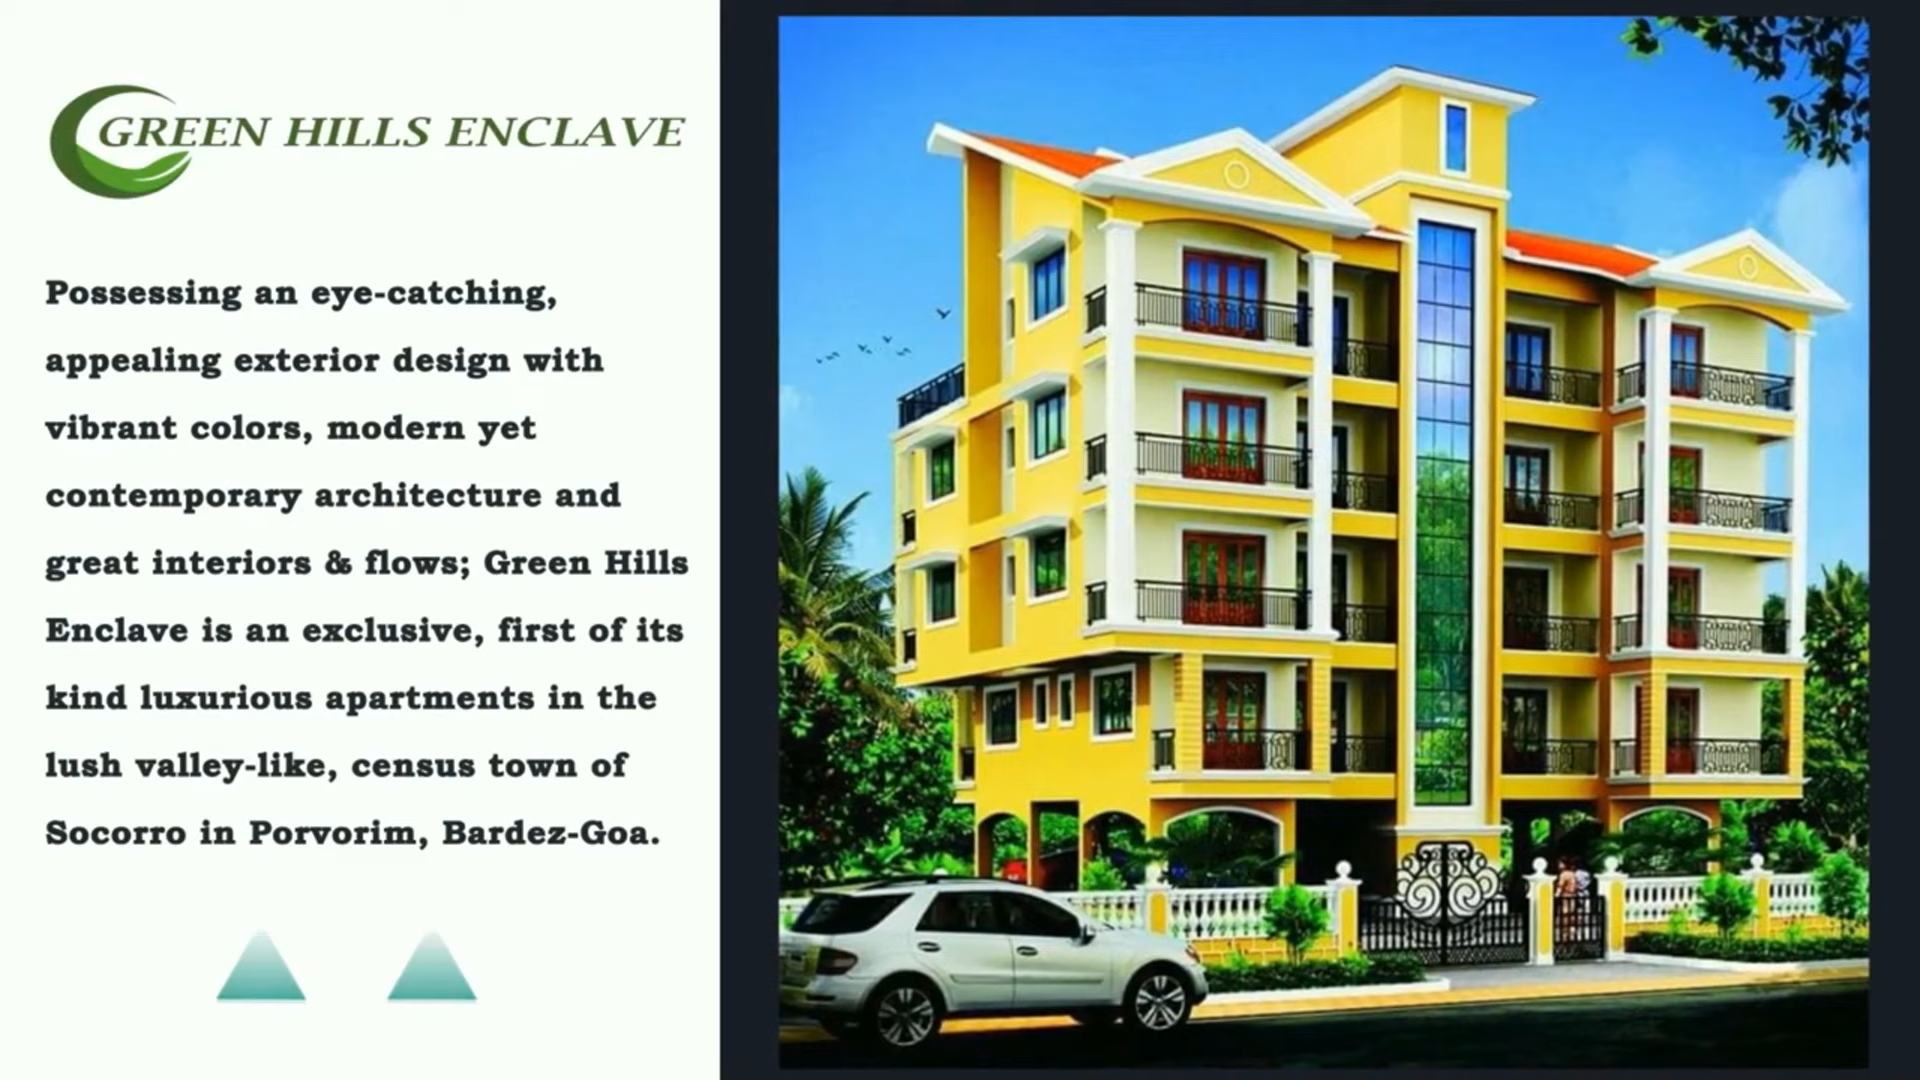 GREEN HILLS ENCLAVE
Possessing an eye-catching,
appealing exterior design with
vibrant colors, modern yet
contemporary architecture and
great interiors & flows; Green Hills
Enclave is an exclusive, first of its
kind luxurious apartments in the
lush valley-like, census town of
Socorro in Porvorim, Bardez-Goa.